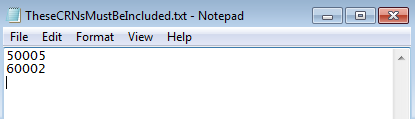 TheseCRNsMustBeIncluded.txt - Notepad
File Edit Format View Help
50005
60002